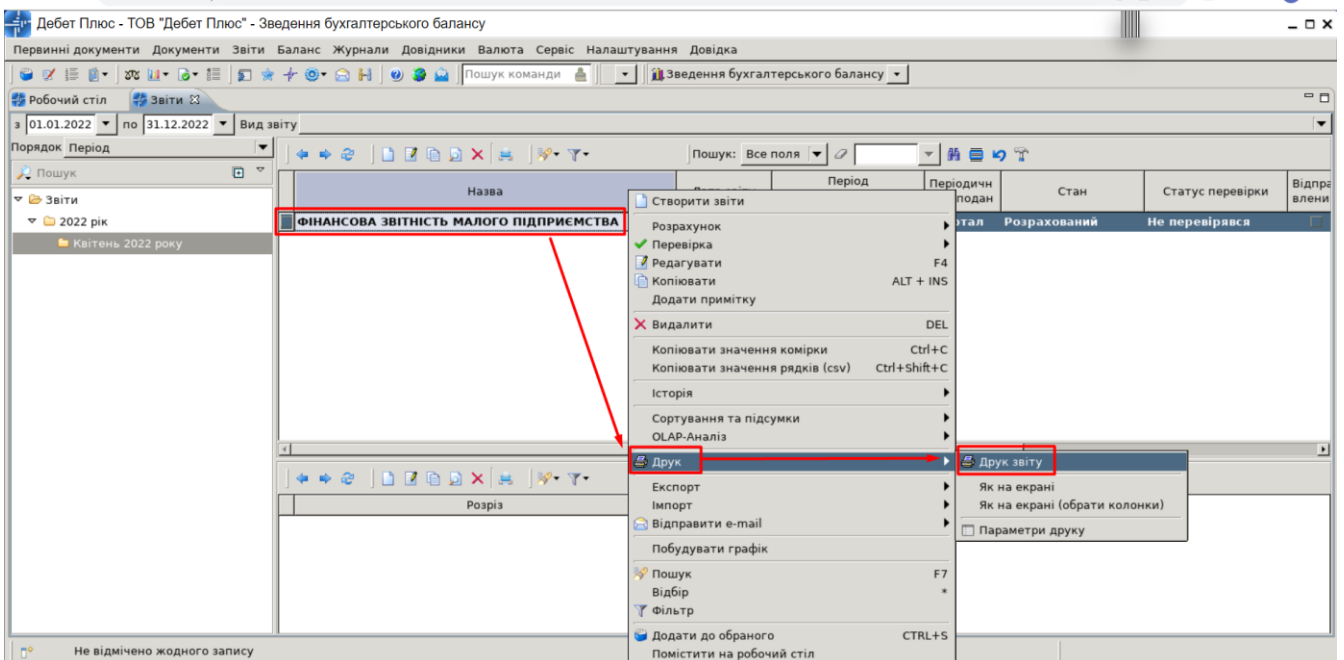 Дебет Плюс - ТОВ "Дебет Плюс" - Зведення бухгалтерського балансу
Первинні документи Документи Звіти Баланс Журнали Довідники Валюта Сервіс Налаштування Довідка
Пошук команди Зведення бухгалтерського балансу
Робочий стіл Звіти
з 01.01.2022 по 31.12.2022 Вид звіту
Порядок Період
Пошук: Все поля
Пошук
Назва Період Періодичн Стан Статус перевірки Відпра
подан влени
Звіти
2022 рік
Квітень 2022 року
ФІНАНСОВА ЗВІТНІСТЬ МАЛОГО ПІДПРИЄМСТВА ртал Розрахований Не перевірявся
Створити звіти
Розрахунок
Перевірка
Редагувати F4
Копіювати ALT + INS
Додати примітку
Видалити DEL
Копіювати значення комірки Ctrl+C
Копіювати значення рядків (csv) Ctrl+Shift+C
Історія
Сортування та підсумки
OLAP-Аналіз
Друк
Друк звіту
Як на екрані
Як на екрані (обрати колонки)
Параметри друку
Розріз
Експорт
Імпорт
Відправити e-mail
Побудувати графік
Пошук F7
Відбір *
Фільтр
Додати до обраного CTRL+S
Помістити на робочий стіл
Не відмічено жодного запису